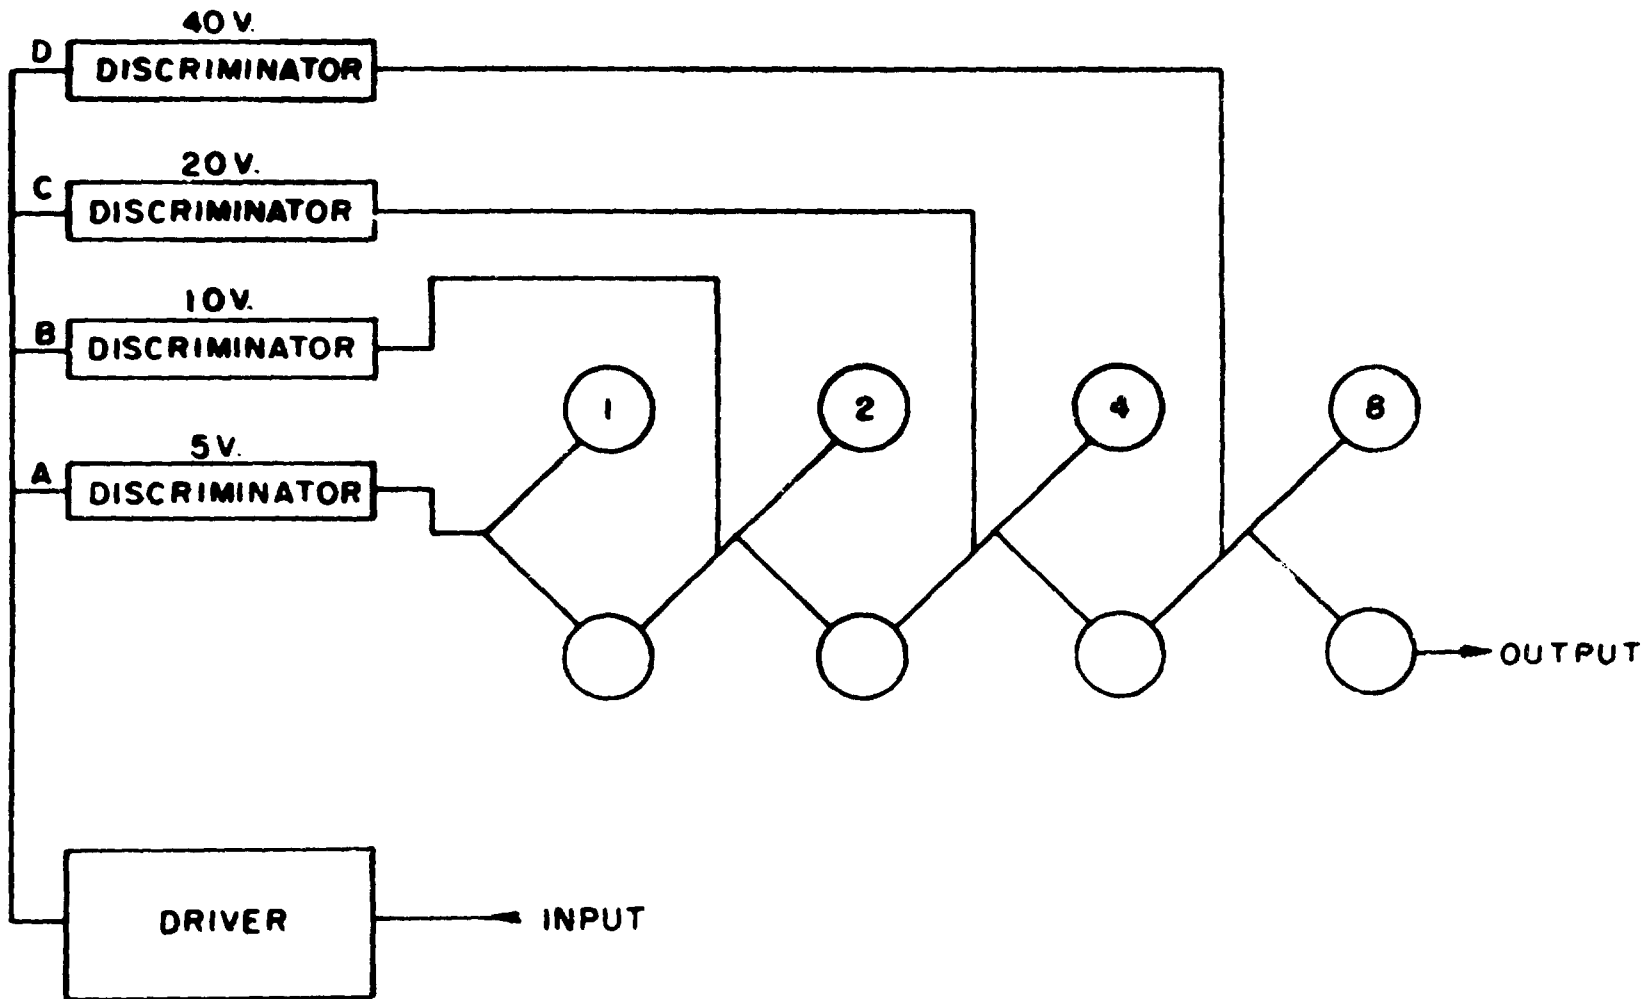 40 V.
D DISCRIMINATOR
20 V.
C DISCRIMINATOR
10 V.
B DISCRIMINATOR
1 2 4 8
5 V.
A DISCRIMINATOR
OUTPUT
DRIVER INPUT